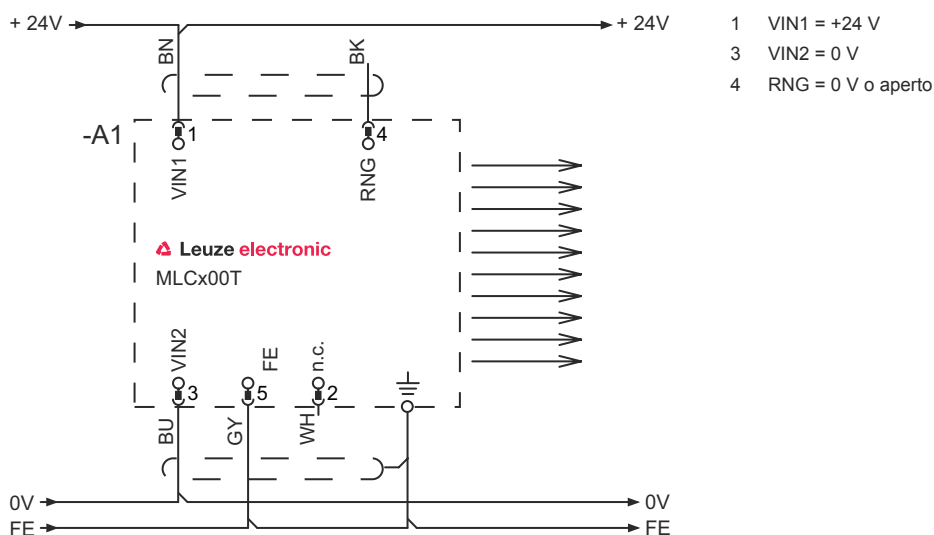 + 24V
+ 24V
1 VIN1 = +24 V
3 VIN2 = 0 V
4 RNG = 0 V o aperto
BN
BK
-A1
1
4
VIN1
RNG
Leuze electronic
MLCx00T
VIN2
FE
n.c.
3
5
2
BU
GY
WH
0V
0V
FE
FE